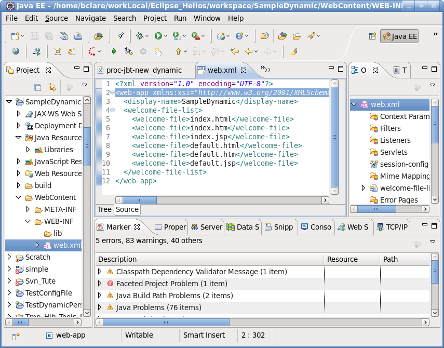 Java EE - /home/bclare/workLocal/Eclipse_Helios/workspace/SampleDynamic/WebContent/WEB-INF
File Edit Source Navigate Search Project Run Window Help
Java EE
Project
SampleDynamic
JAX-WS Web S
Deployment D
Java Resource
Libraries
JavaScript Res
Web Resource
build
WebContent
META-INF
WEB-INF
lib
web.xml
Scratch
simple
Svn_Tute
TestConfigFile
TestDynamicPers
Tmp_Hib_Tools_
proc-jbt-new_dynamic
web.xml
1 <?xml version="1.0" encoding="UTF-8"?>
2 <web-app xmlns:xsi="http://www.w3.org/2001/XMLSchem
3 <display-name>SampleDynamic</display-name>
4 <welcome-file-list>
5 <welcome-file>index.html</welcome-file>
6 <welcome-file>index.htm</welcome-file>
7 <welcome-file>index.jsp</welcome-file>
8 <welcome-file>default.html</welcome-file>
9 <welcome-file>default.htm</welcome-file>
10 <welcome-file>default.jsp</welcome-file>
11 </welcome-file-list>
12 </web-app>
Tree Source
O T
web.xml
Context Param
Filters
Listeners
Servlets
session-config
Mime Mapping
welcome-file-li
Error Pages
Marker Proper Server Data S Snipp Conso Web S TCP/IP
5 errors, 83 warnings, 40 others
Description Resource Path
Classpath Dependency Validator Message (1 item)
Faceted Project Problem (1 item)
Java Build Path Problems (2 items)
Java Problems (76 items)
web-app Writable Smart Insert 2 : 302